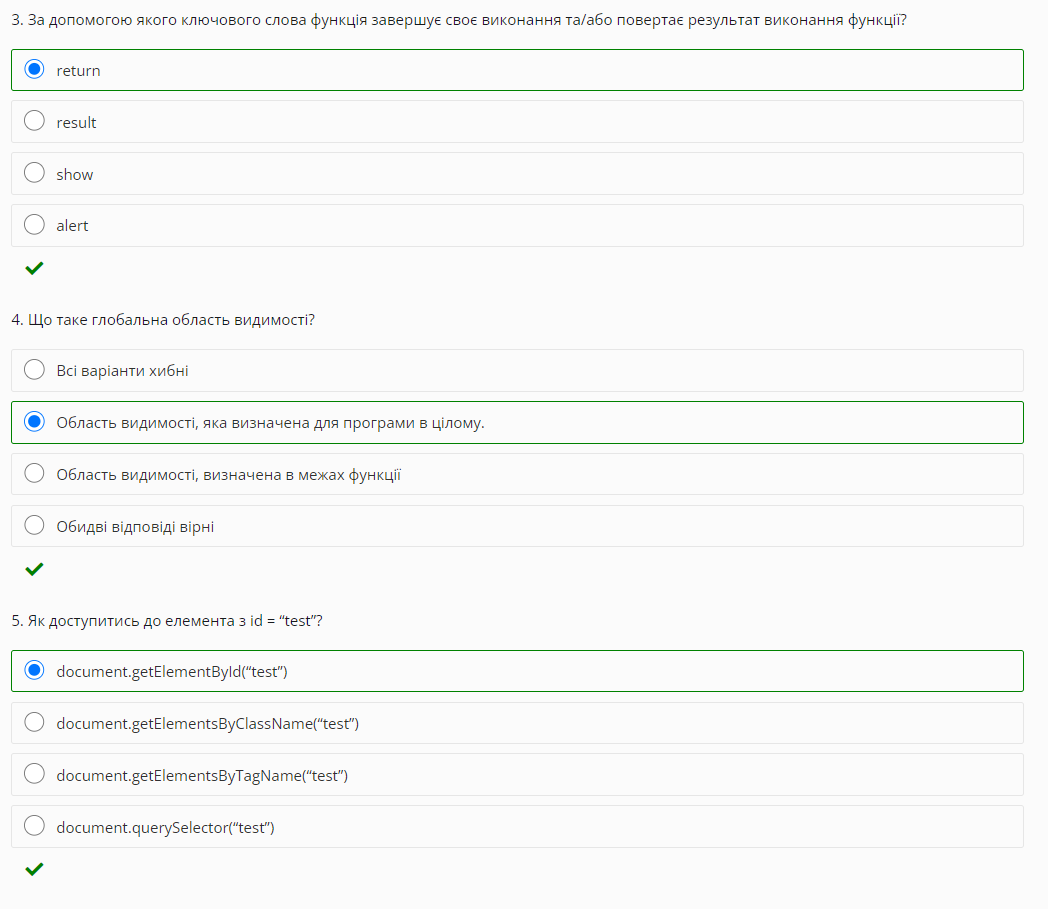 3. За допомогою якого ключового слова функція завершує своє виконання та/або повертає результат виконання функції?
return
result
show
alert
4. Що таке глобальна область видимості?
Всі варіанти хибні
Область видимості, яка визначена для програми в цілому.
Область видимості, визначена в межах функції
Обидві відповіді вірні
5. Як доступитись до елемента з id = “test”?
document.getElementById(“test”)
document.getElementsByClassName(“test”)
document.getElementsByTagName(“test”)
document.querySelector(“test”)